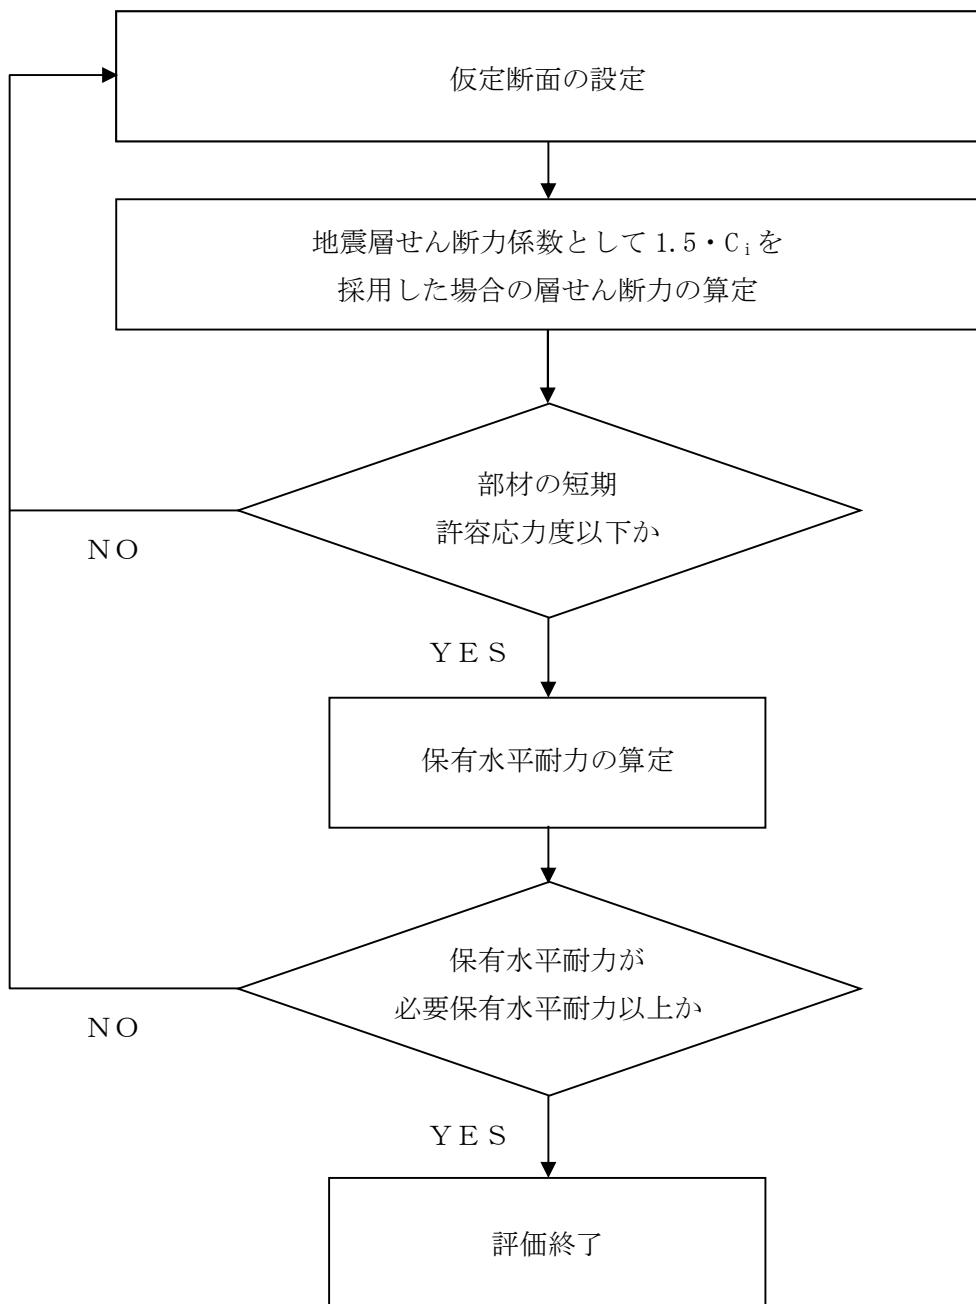 仮定断面の設定
地震層せん断力係数として 1.5・Ciを
採用した場合の層せん断力の算定
部材の短期
許容応力度以下か
NO
YES
保有水平耐力の算定
保有水平耐力が
必要保有水平耐力以上か
NO
YES
評価終了